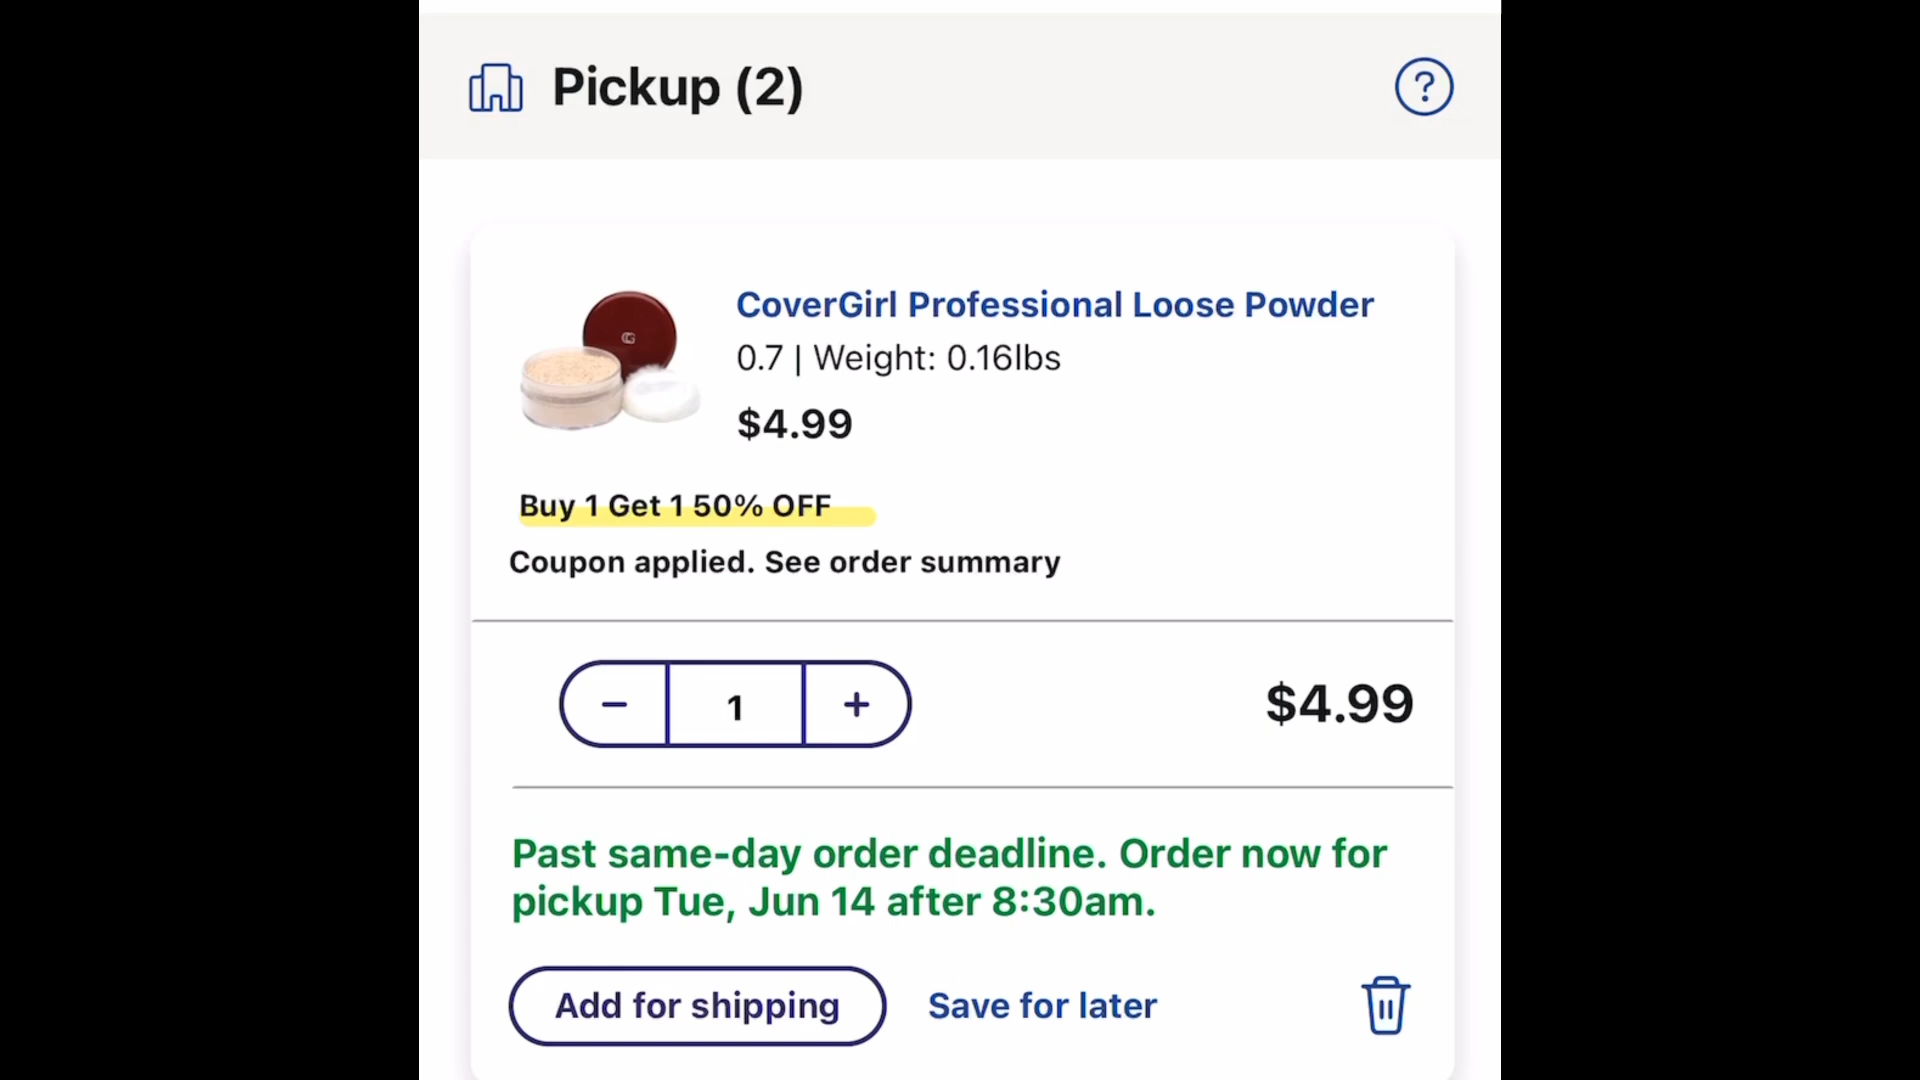 Pickup (2)
?
CoverGirl Professional Loose Powder
0.7 | Weight: 0.16lbs
$4.99
Buy 1 Get 1 50% OFF
Coupon applied. See order summary
− 1 +
$4.99
Past same-day order deadline. Order now for
pickup Tue, Jun 14 after 8:30am.
Add for shipping
Save for later